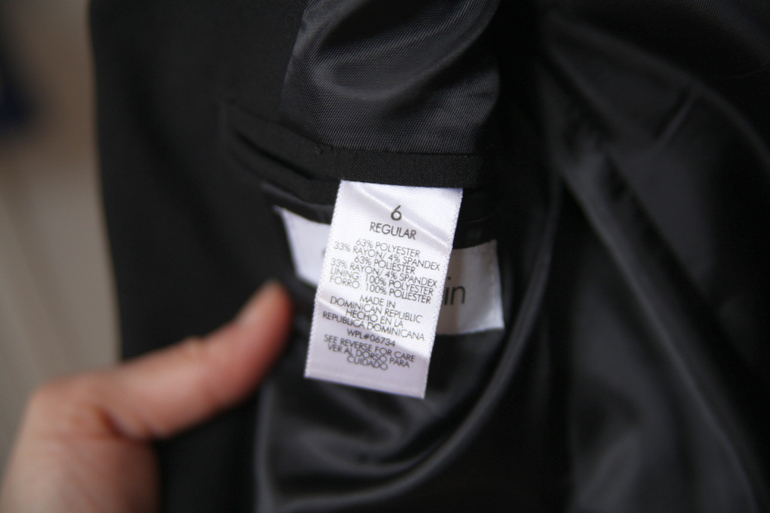 6
REGULAR
63% POLYESTER
33% RAYON/ 4% SPANDEX
63% POLIESTER
33% RAYON/ 4% SPANDEX
LINING: 100% POLYESTER
FORRO: 100% POLIESTER
MADE IN
DOMINICAN REPUBLIC
HECHO EN LA
REPUBLICA DOMINICANA
WPL#06734
SEE REVERSE FOR CARE
VER AL DORSO PARA
CUIDADO
in